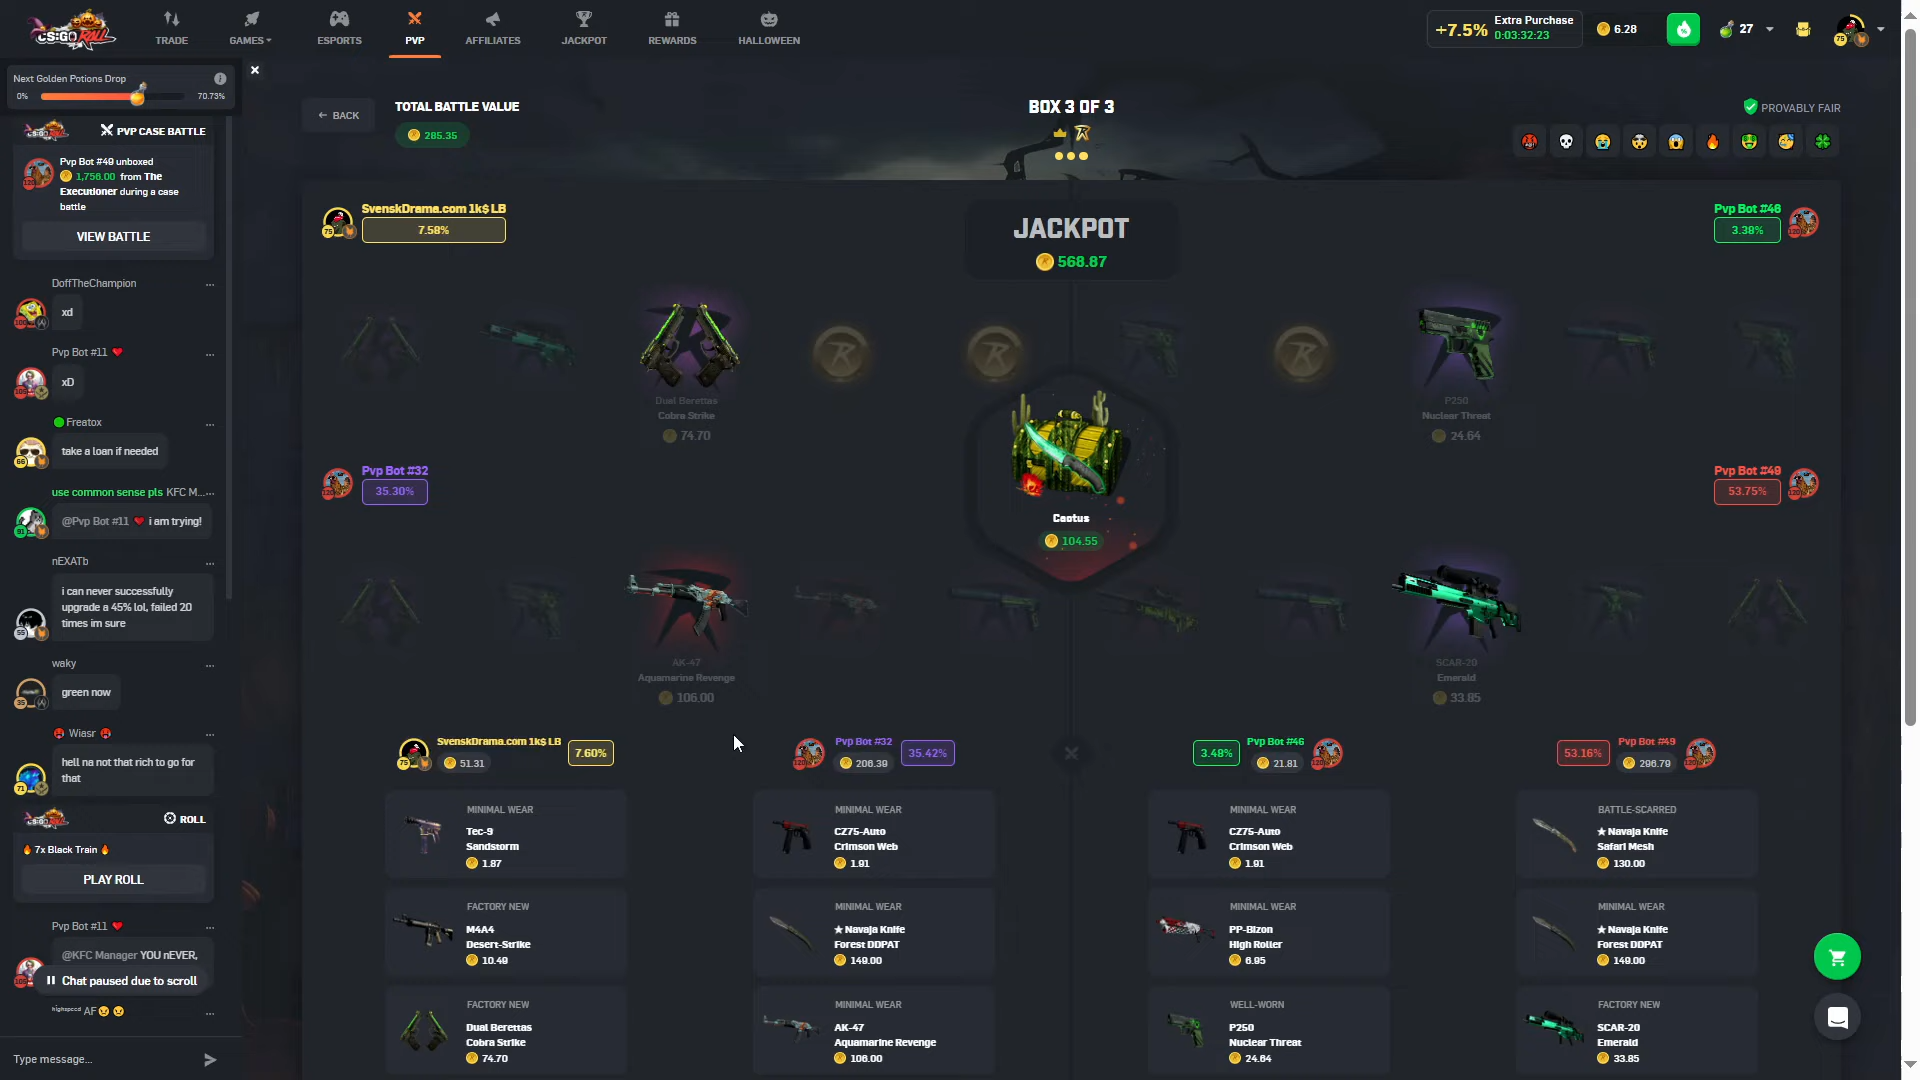 CS:GO ROLL
TRADE
GAMES
ESPORTS
PVP
AFFILIATES
JACKPOT
REWARDS
HALLOWEEN
+7.5%
Extra Purchase
0:03:32:23
6.28
27
75
Next Golden Potions Drop
0%
70.73%
PVP CASE BATTLE
Pvp Bot #49 unboxed
1,756.00 from The
Executioner during a case
battle
VIEW BATTLE
DoffTheChampion
...
xd
Pvp Bot #11
...
xD
Freatox
...
take a loan if needed
66
use common sense pls KFC M...
...
@Pvp Bot #11 i am trying!
91
nEXATb
...
i can never successfully
upgrade a 45% lol, failed 20
times im sure
55
waky
...
green now
35
Wiasr
...
hell na not that rich to go for
that
71
ROLL
7x Black Train
PLAY ROLL
Pvp Bot #11
...
@KFC Manager YOU nEVER,
Chat paused due to scroll
highspeed AF
...
Type message...
BACK
TOTAL BATTLE VALUE
285.35
BOX 3 OF 3
PROVABLY FAIR
SvenskDrama.com 1k$ LB
7.58%
75
JACKPOT
568.87
Pvp Bot #46
3.38%
Dual Berettas
Cobra Strike
74.70
P250
Nuclear Threat
24.64
Pvp Bot #32
35.30%
Cactus
104.55
Pvp Bot #49
53.75%
AK-47
Aquamarine Revenge
106.00
SCAR-20
Emerald
33.85
SvenskDrama.com 1k$ LB
51.31
7.60%
75
Pvp Bot #32
206.39
35.42%
3.48%
Pvp Bot #46
21.81
53.16%
Pvp Bot #49
296.79
MINIMAL WEAR
Tec-9
Sandstorm
1.87
MINIMAL WEAR
CZ75-Auto
Crimson Web
1.91
MINIMAL WEAR
CZ75-Auto
Crimson Web
1.91
BATTLE-SCARRED
★ Navaja Knife
Safari Mesh
130.00
FACTORY NEW
M4A4
Desert-Strike
10.49
MINIMAL WEAR
★ Navaja Knife
Forest DDPAT
149.00
MINIMAL WEAR
PP-Bizon
High Roller
6.95
MINIMAL WEAR
★ Navaja Knife
Forest DDPAT
149.00
FACTORY NEW
Dual Berettas
Cobra Strike
74.70
MINIMAL WEAR
AK-47
Aquamarine Revenge
106.00
WELL-WORN
P250
Nuclear Threat
24.64
FACTORY NEW
SCAR-20
Emerald
33.85